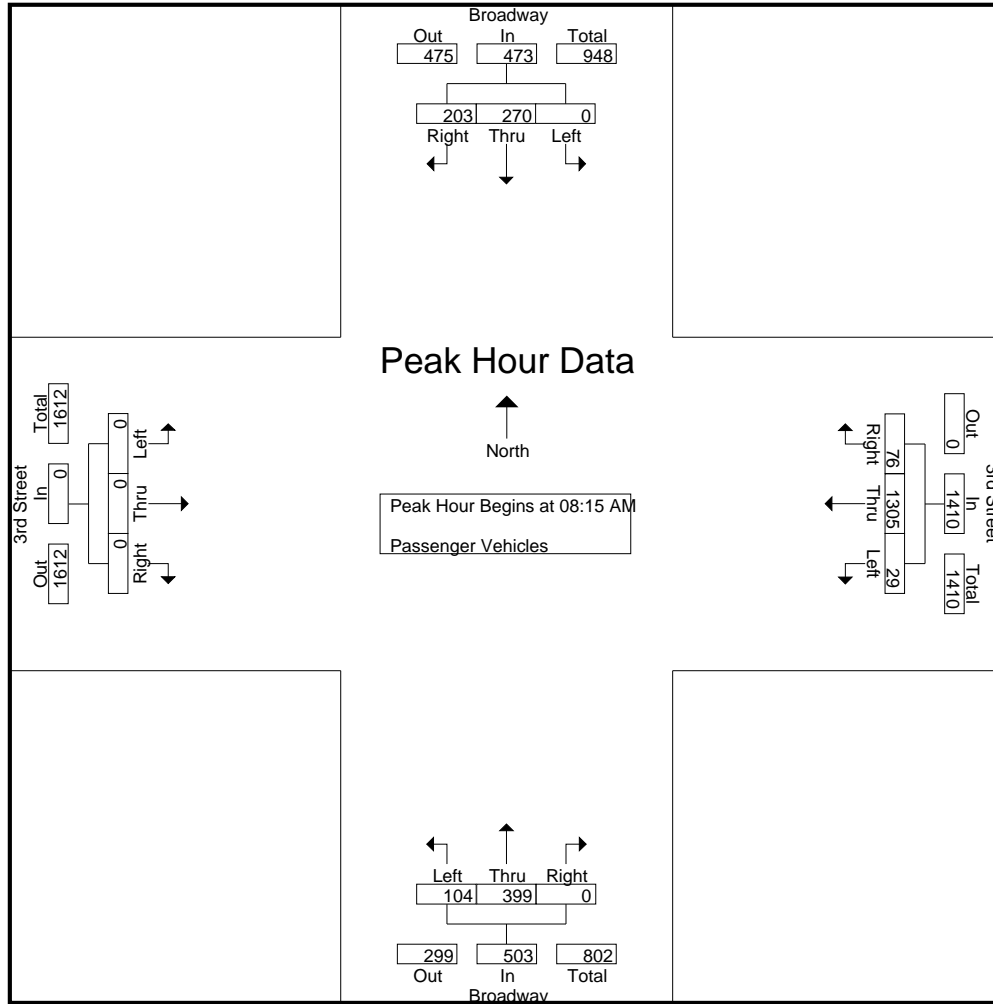 Broadway
Out In Total
475 473 948
203 270 0
Right Thru Left
Peak Hour Data
North
Peak Hour Begins at 08:15 AM
Passenger Vehicles
3rd Street
Total In Out
1612 0 1612
0 0 0
Left Thru Right
Right Thru Left
76 1305 29
Out In Total
0 1410 1410
3rd Street
Left Thru Right
104 399 0
299 503 802
Out In Total
Broadway